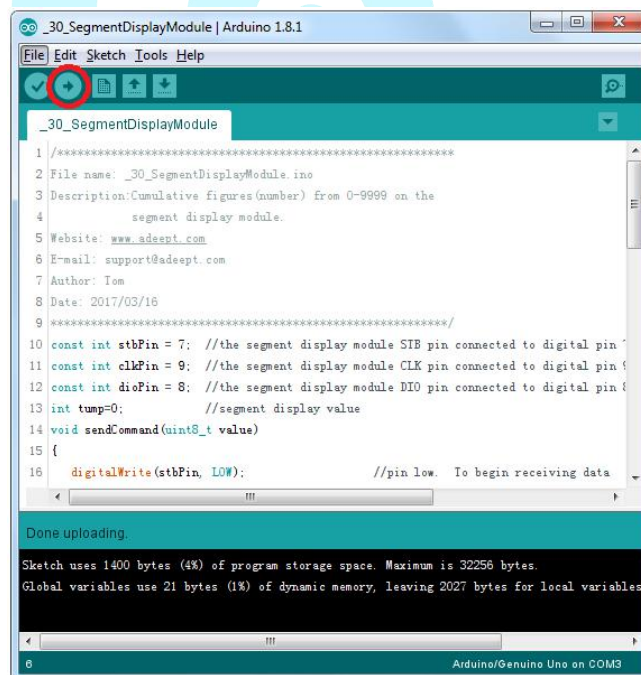 _30_SegmentDisplayModule | Arduino 1.8.1
File Edit Sketch Tools Help
_30_SegmentDisplayModule
1 /***********************************************************
2 File name: _30_SegmentDisplayModule.ino
3 Description:Cumulative figures(number) from 0-9999 on the
4 segment display module.
5 Website: www.adeept.com
6 E-mail: support@adeept.com
7 Author: Tom
8 Date: 2017/03/16
9 ***********************************************************/
10 const int stbPin = 7; //the segment display module STB pin connected to digital pin
11 const int clkPin = 9; //the segment display module CLK pin connected to digital pin
12 const int dioPin = 8; //the segment display module DIO pin connected to digital pin
13 int tump=0; //segment display value
14 void sendCommand(uint8_t value)
15 {
16 digitalWrite(stbPin, LOW); //pin low. To begin receiving data
Done uploading.
Sketch uses 1400 bytes (4%) of program storage space. Maximum is 32256 bytes.
Global variables use 21 bytes (1%) of dynamic memory, leaving 2027 bytes for local variables
6 Arduino/Genuino Uno on COM3